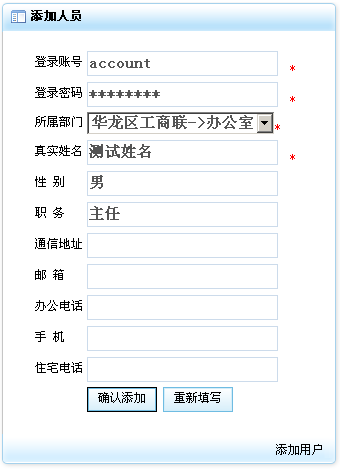 添加人员
登录账号 account *
登录密码 ******** *
所属部门 华龙区工商联->办公室 *
真实姓名 测试姓名 *
性 别 男
职 务 主任
通信地址
邮 箱
办公电话
手 机
住宅电话
确认添加 重新填写
添加用户